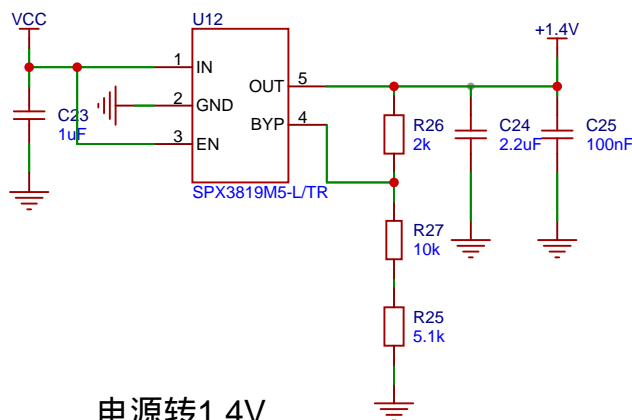 VCC
U12
+1.4V
1
IN
OUT
5
2
GND
C23
1uF
BYP
4
3
EN
R26
2k
C24
2.2uF
C25
100nF
SPX3819M5-L/TR
R27
10k
R25
5.1k
电源转1.4V